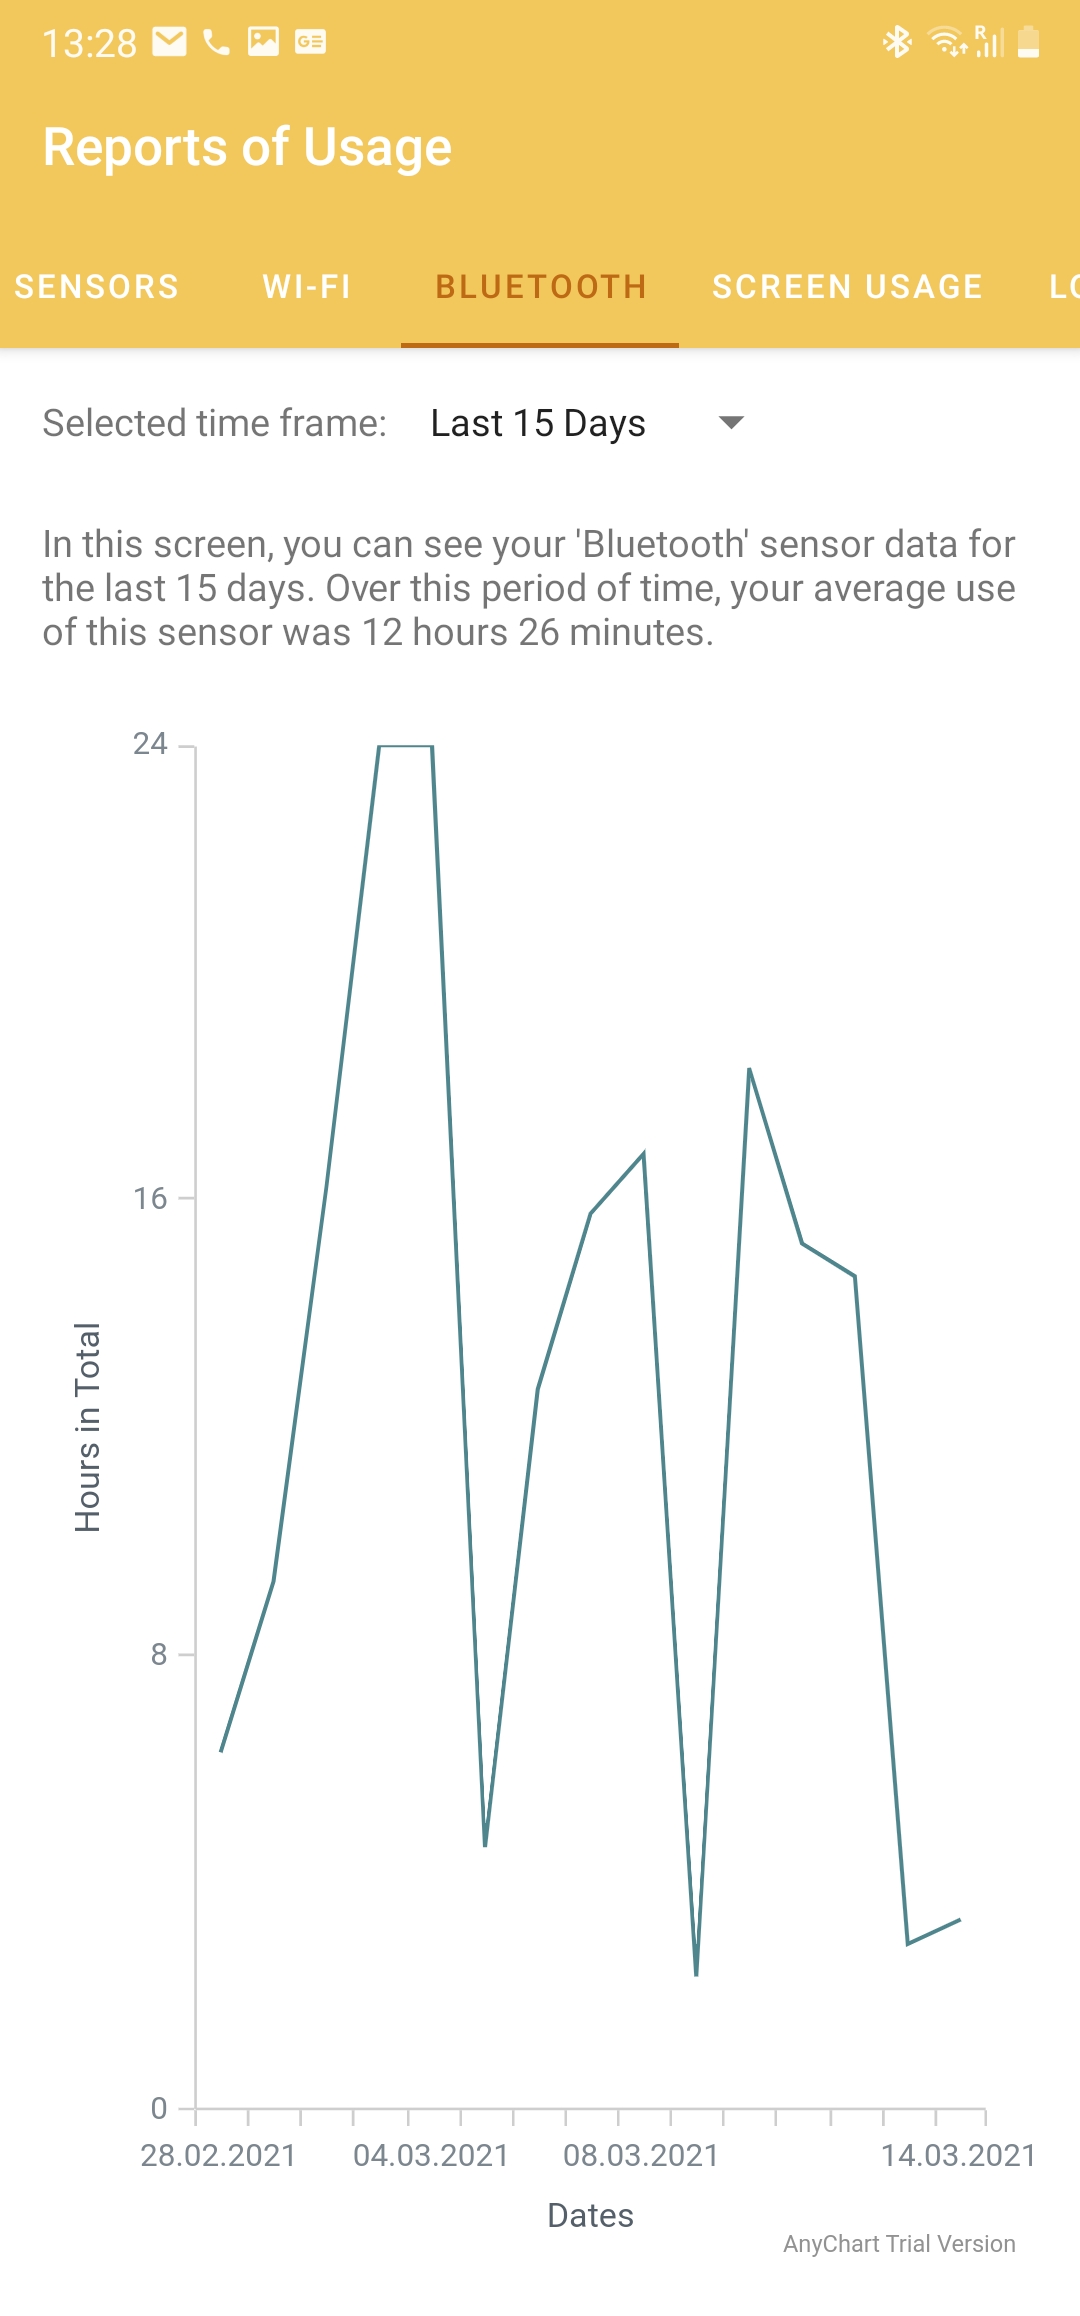 13:28
GE
R
Reports of Usage
SENSORS WI-FI BLUETOOTH SCREEN USAGE LO
Selected time frame: Last 15 Days
In this screen, you can see your 'Bluetooth' sensor data for
the last 15 days. Over this period of time, your average use
of this sensor was 12 hours 26 minutes.
24
16
Hours in Total
8
0
28.02.2021 04.03.2021 08.03.2021 14.03.2021
Dates
AnyChart Trial Version